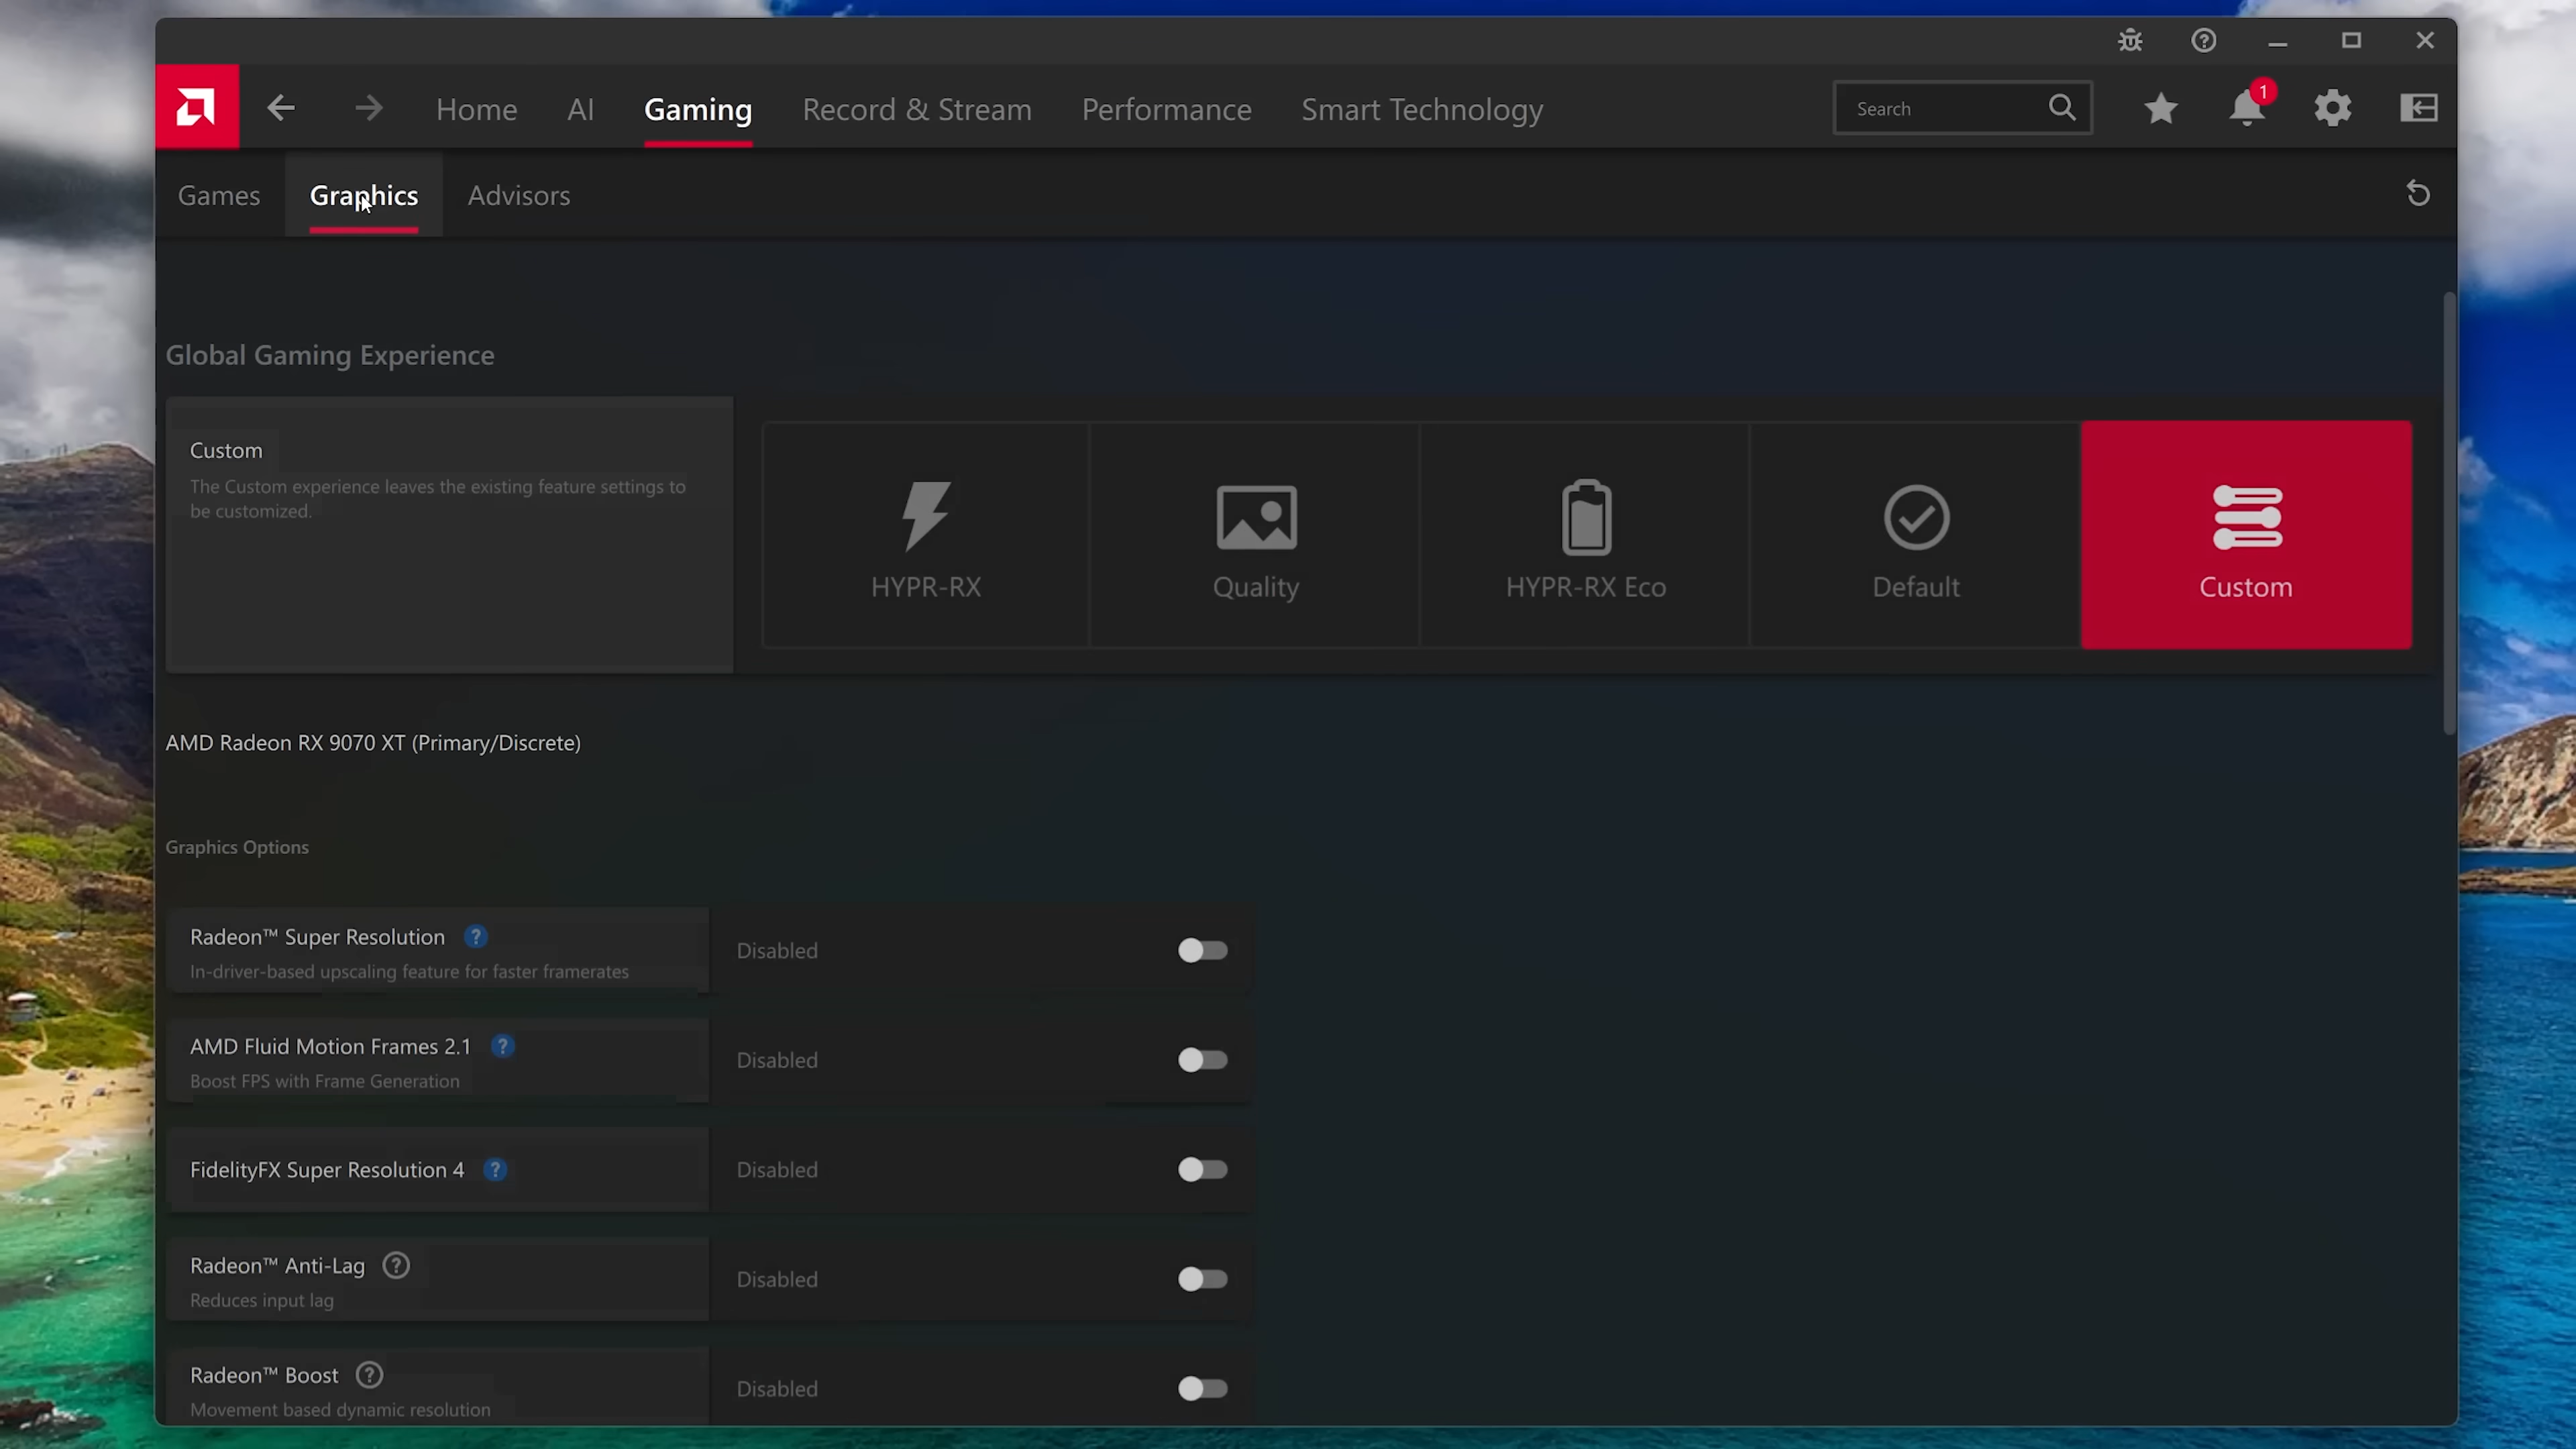 Home AI Gaming Record & Stream Performance Smart Technology Search 1
Games Graphics Advisors
Global Gaming Experience
Custom
The Custom experience leaves the existing feature settings to
be customized.
HYPR-RX Quality HYPR-RX Eco Default Custom
AMD Radeon RX 9070 XT (Primary/Discrete)
Graphics Options
Radeon™ Super Resolution ?
In-driver-based upscaling feature for faster framerates
Disabled
AMD Fluid Motion Frames 2.1 ?
Boost FPS with Frame Generation
Disabled
FidelityFX Super Resolution 4 ?
Disabled
Radeon™ Anti-Lag ?
Reduces input lag
Disabled
Radeon™ Boost ?
Movement based dynamic resolution
Disabled